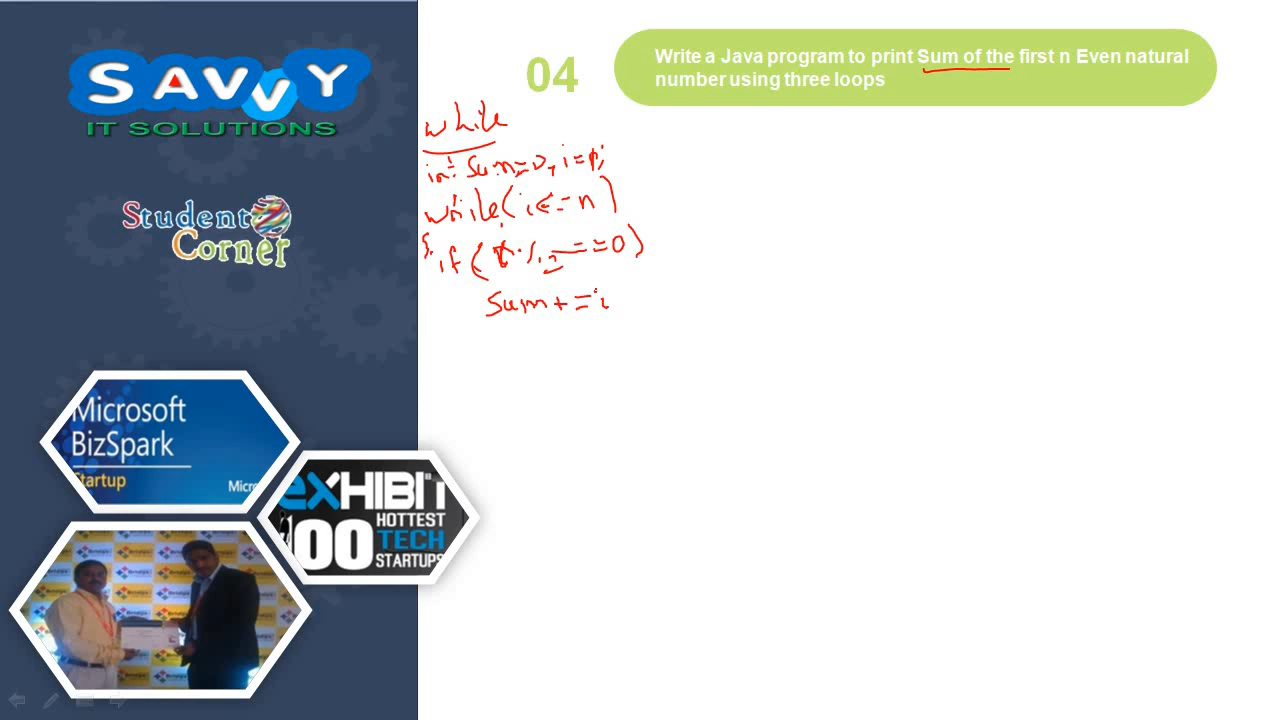 SAVVY
IT SOLUTIONS
Student
Corner
Microsoft
BizSpark
Startup
Micros
exHIBIT
100 HOTTEST
TECH
STARTUPS
04
Write a Java program to print Sum of the first n Even natural
number using three loops
while
int sum=0, i=1;
while(i<=n)
{ if(i%2==0)
sum+=i